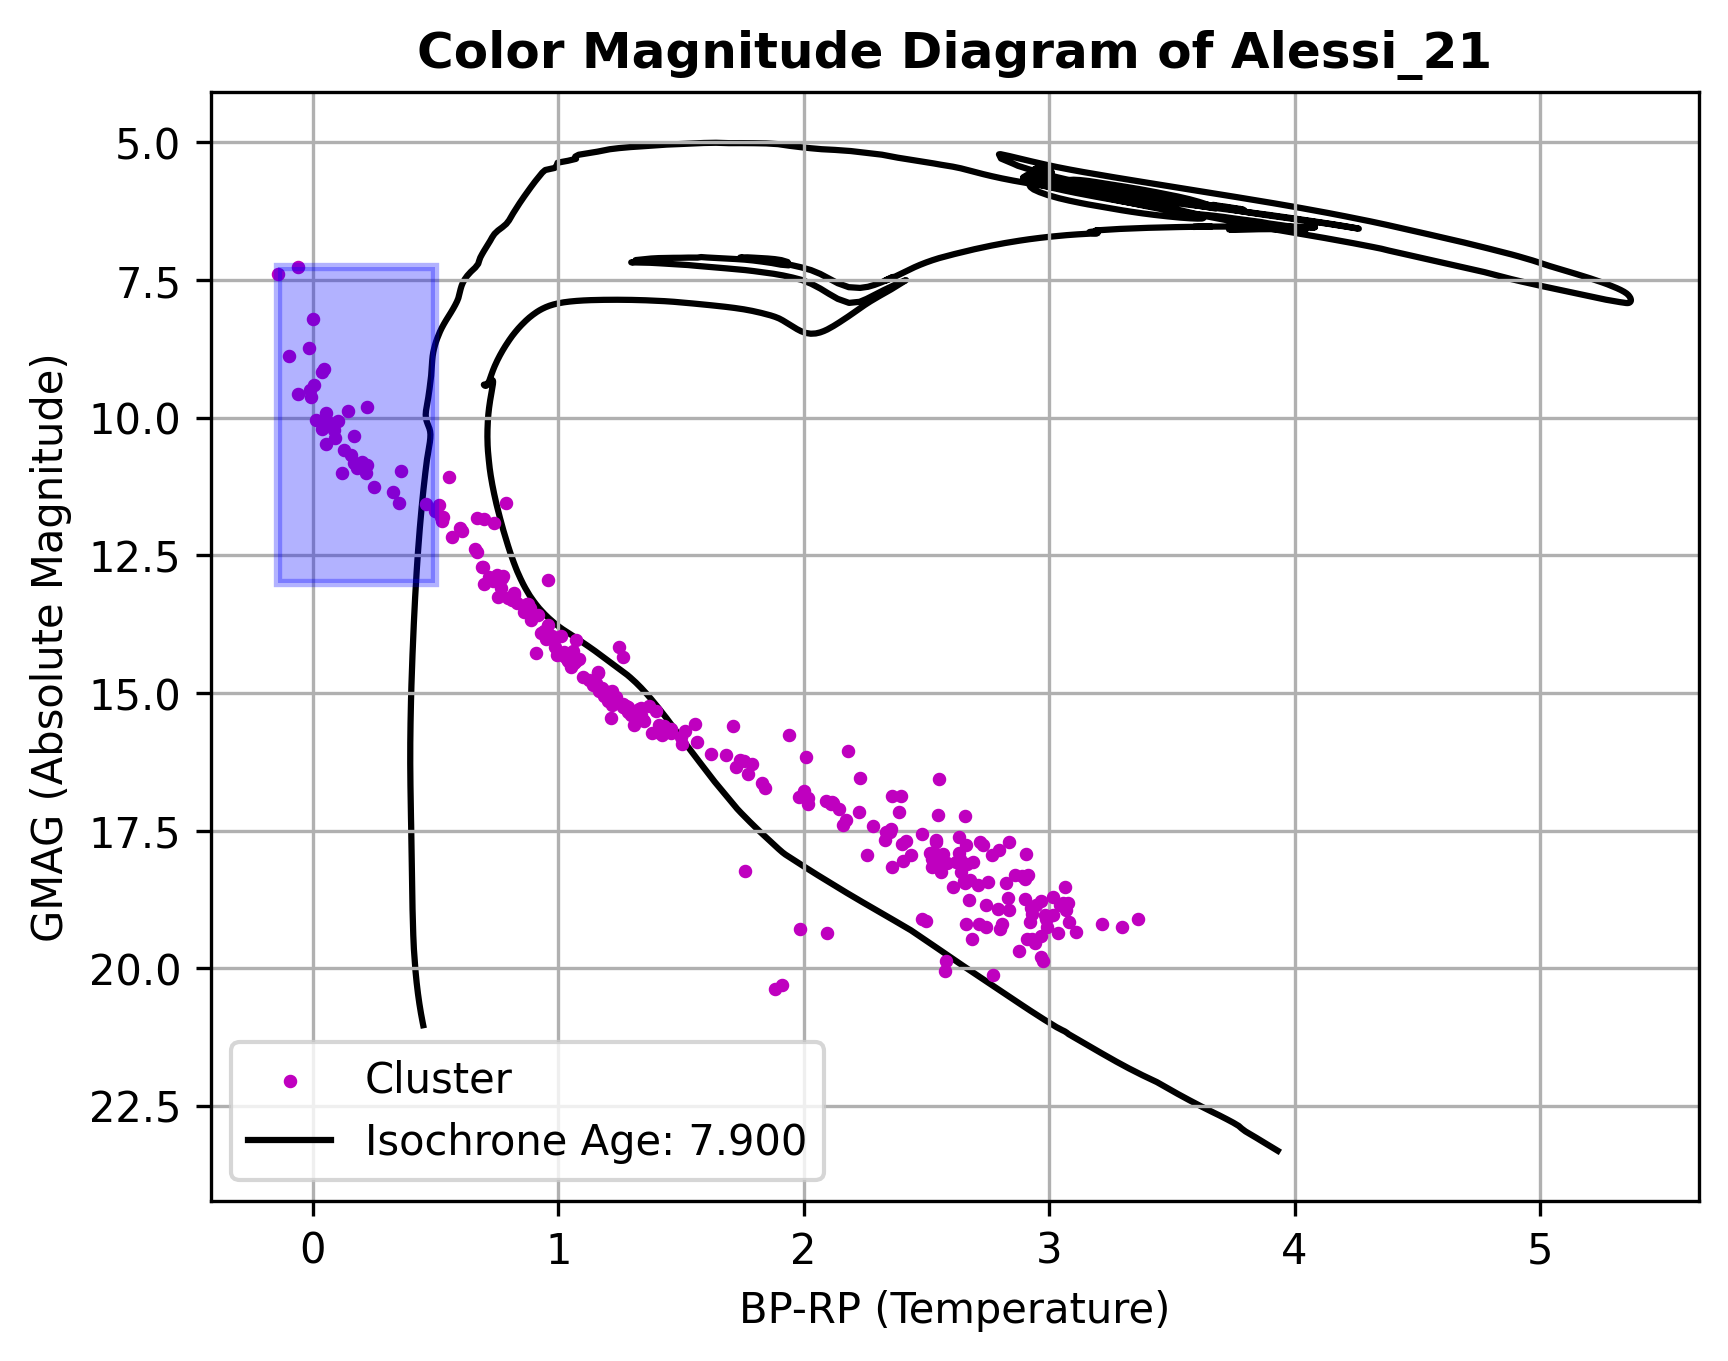 Color Magnitude Diagram of Alessi_21
5.0
7.5
10.0
12.5
15.0
17.5
20.0
22.5
GMAG (Absolute Magnitude)
Cluster
Isochrone Age: 7.900
0 1 2 3 4 5
BP-RP (Temperature)